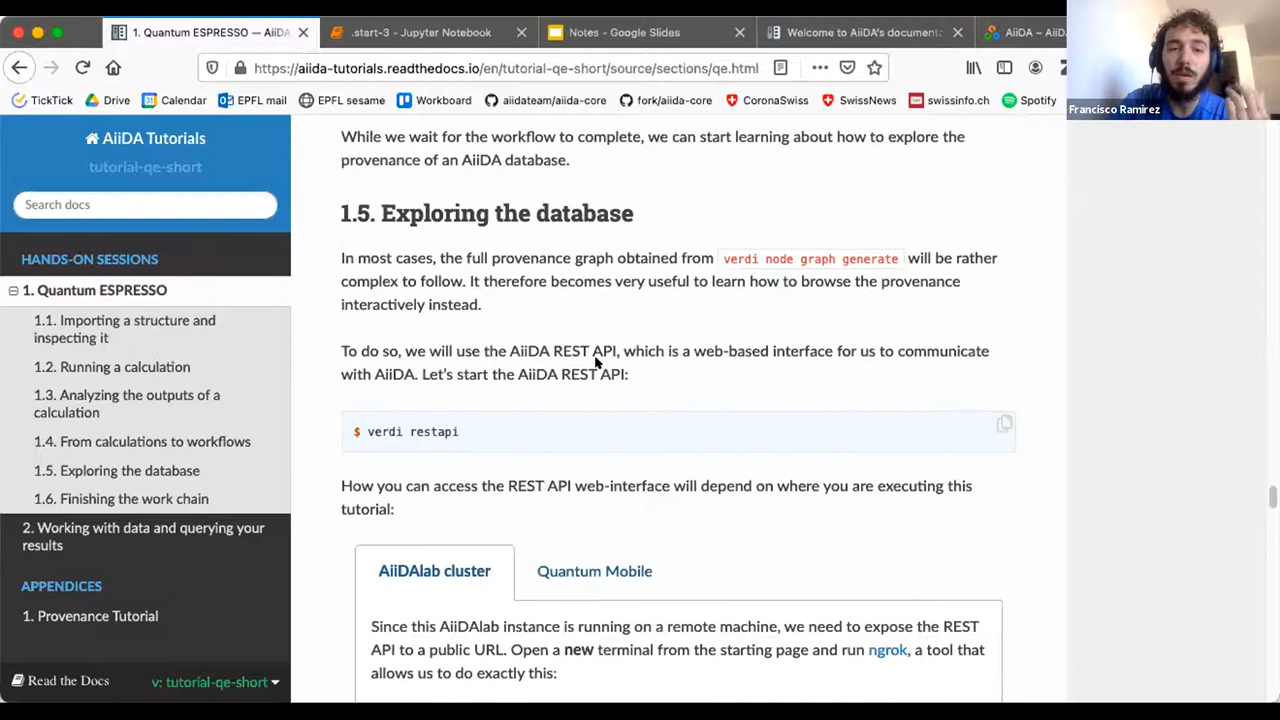 1. Quantum ESPRESSO — AiiDA
.start-3 - Jupyter Notebook
Notes - Google Slides
Welcome to AiiDA's document
AiiDA – AiiD
https://aiida-tutorials.readthedocs.io/en/tutorial-qe-short/source/sections/qe.html
TickTick
Drive
Calendar
EPFL mail
EPFL sesame
Workboard
aiidateam/aiida-core
fork/aiida-core
CoronaSwiss
SwissNews
swissinfo.ch
Spotify
Francisco Ramirez
AiiDA Tutorials
tutorial-qe-short
Search docs
HANDS-ON SESSIONS
1. Quantum ESPRESSO
1.1. Importing a structure and
inspecting it
1.2. Running a calculation
1.3. Analyzing the outputs of a
calculation
1.4. From calculations to workflows
1.5. Exploring the database
1.6. Finishing the work chain
2. Working with data and querying your
results
APPENDICES
1. Provenance Tutorial
Read the Docs
v: tutorial-qe-short
While we wait for the workflow to complete, we can start learning about how to explore the
provenance of an AiiDA database.
1.5. Exploring the database
In most cases, the full provenance graph obtained from verdi node graph generate will be rather
complex to follow. It therefore becomes very useful to learn how to browse the provenance
interactively instead.
To do so, we will use the AiiDA REST API, which is a web-based interface for us to communicate
with AiiDA. Let's start the AiiDA REST API:
$ verdi restapi
How you can access the REST API web-interface will depend on where you are executing this
tutorial:
AiiDAlab cluster
Quantum Mobile
Since this AiiDAlab instance is running on a remote machine, we need to expose the REST
API to a public URL. Open a new terminal from the starting page and run ngrok, a tool that
allows us to do exactly this: